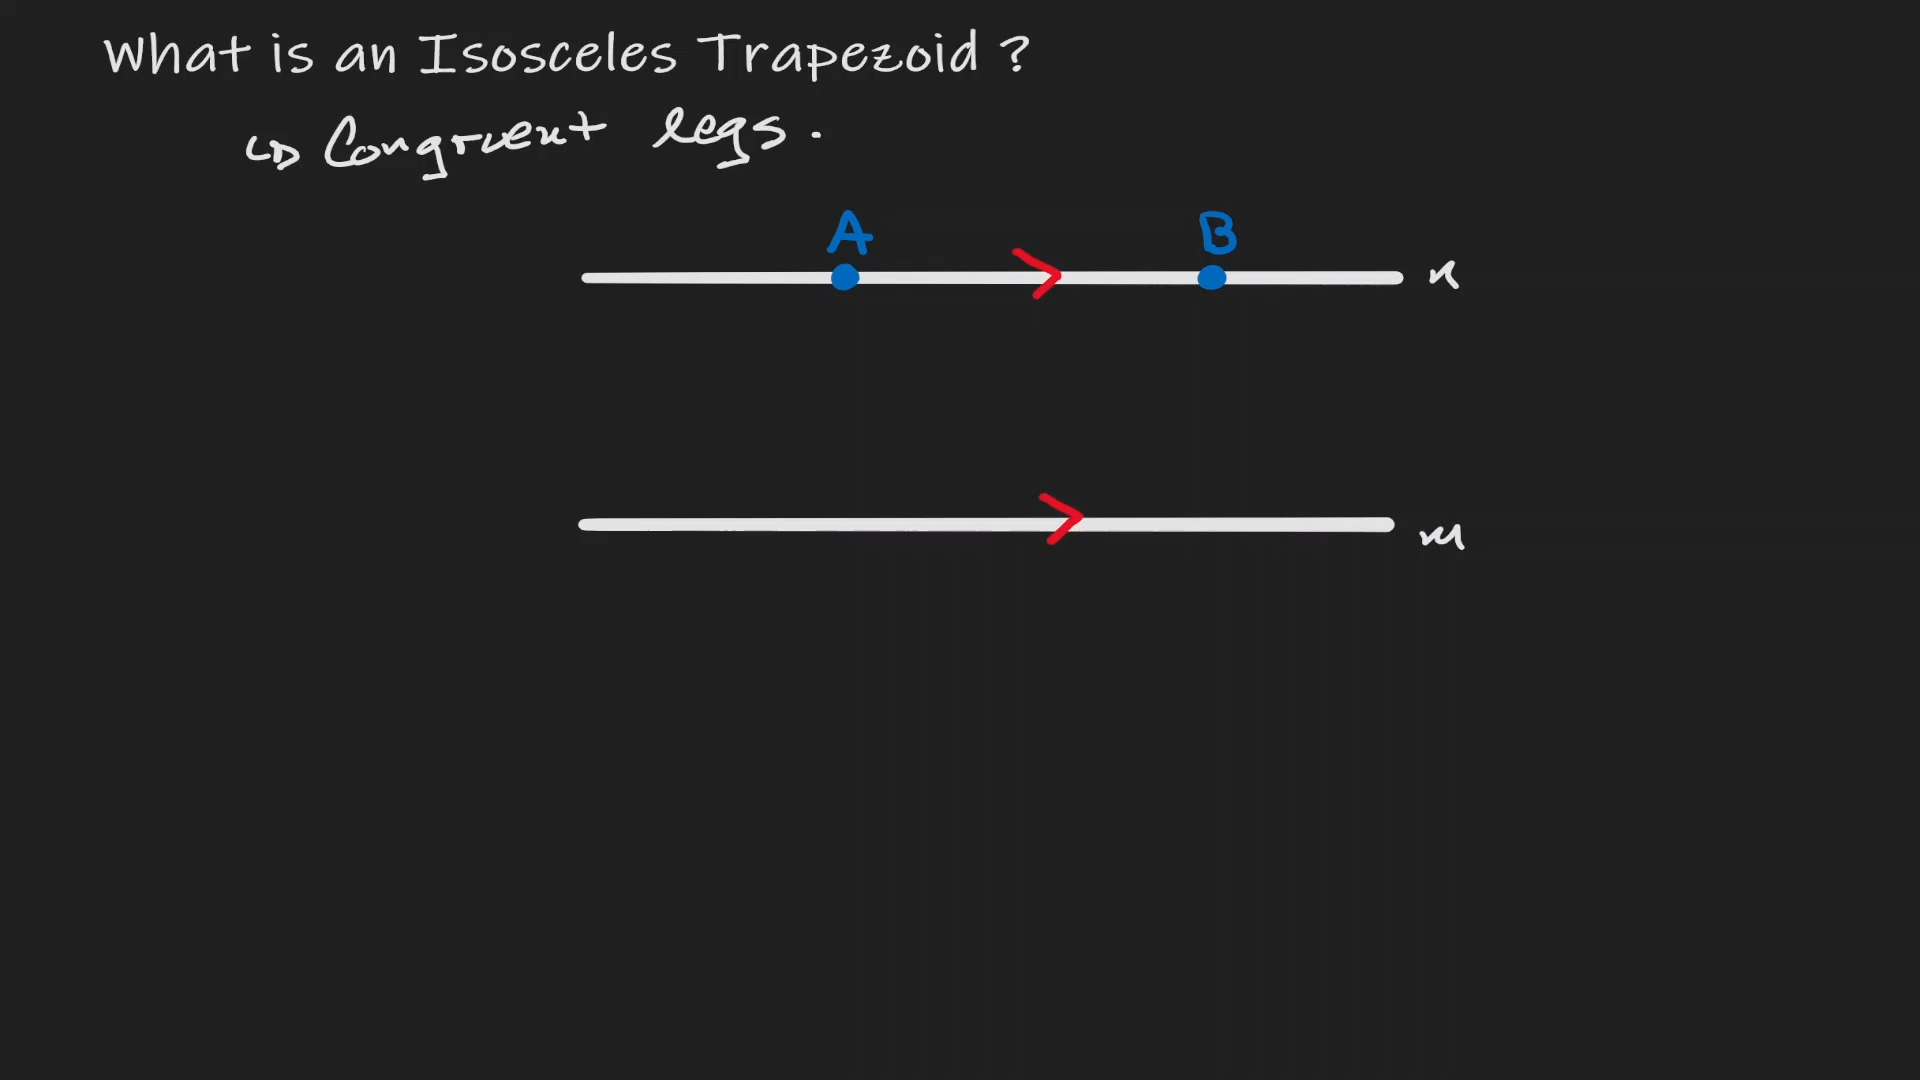 What is an Isosceles Trapezoid ?
↳ Congruent legs.
A B
n
m